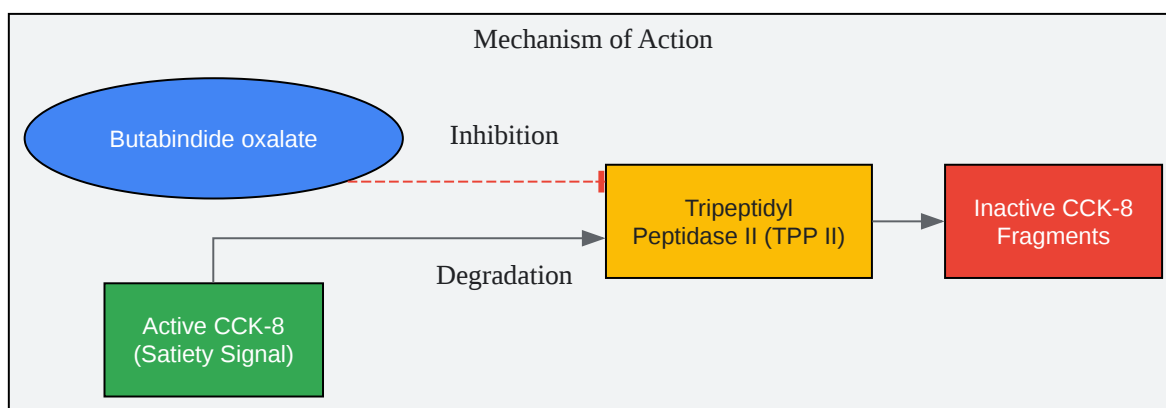 Mechanism of Action
Butabindide oxalate
Inhibition
Tripeptidyl
Peptidase II (TPP II)
Inactive CCK-8
Fragments
Degradation
Active CCK-8
(Satiety Signal)